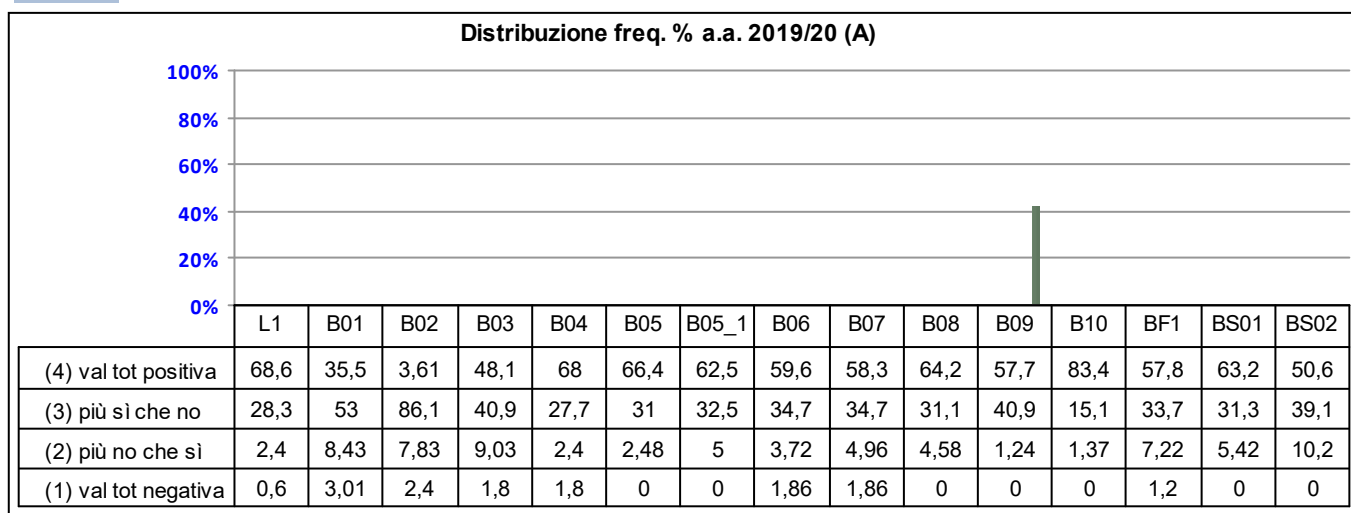 Distribuzione freq. % a.a. 2019/20 (A)
100%
80%
60%
40%
20%
0%
L1 B01 B02 B03 B04 B05 B05_1 B06 B07 B08 B09 B10 BF1 BS01 BS02
(4) val tot positiva 68,6 35,5 3,61 48,1 68 66,4 62,5 59,6 58,3 64,2 57,7 83,4 57,8 63,2 50,6
(3) più sì che no 28,3 53 86,1 40,9 27,7 31 32,5 34,7 34,7 31,1 40,9 15,1 33,7 31,3 39,1
(2) più no che sì 2,4 8,43 7,83 9,03 2,4 2,48 5 3,72 4,96 4,58 1,24 1,37 7,22 5,42 10,2
(1) val tot negativa 0,6 3,01 2,4 1,8 1,8 0 0 1,86 1,86 0 0 0 1,2 0 0